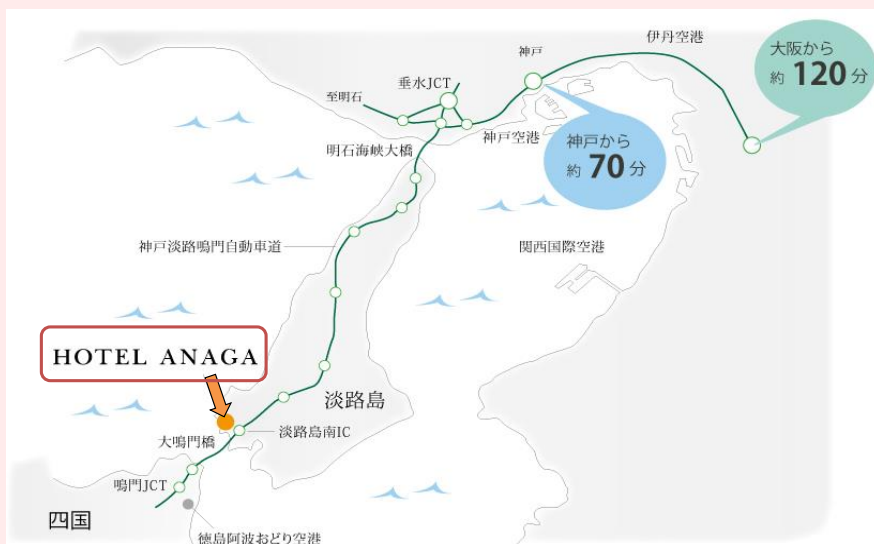 伊丹空港
大阪から
約 120 分
神戸
垂水JCT
至明石
神戸空港
明石海峡大橋
神戸から
約 70 分
神戸淡路鳴門自動車道
関西国際空港
HOTEL ANAGA
淡路島
淡路島南IC
大鳴門橋
鳴門JCT
四国
徳島阿波おどり空港